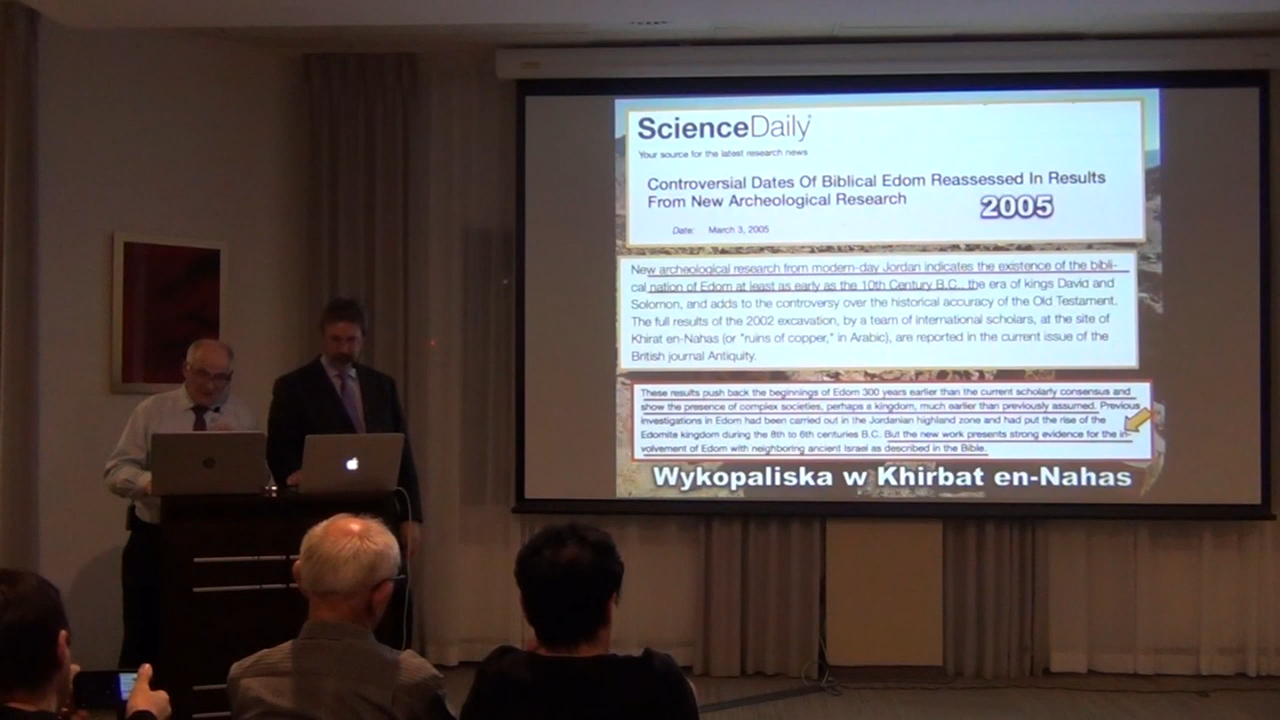 ScienceDaily
Your source for the latest research news
Controversial Dates Of Biblical Edom Reassessed In Results
From New Archeological Research
2005
Date: March 3, 2005
New archeological research from modern-day Jordan indicates the existence of the bibli-
cal nation of Edom at least as early as the 10th Century B.C., the era of kings David and
Solomon, and adds to the controversy over the historical accuracy of the Old Testament.
The full results of the 2002 excavation, by a team of international scholars, at the site of
Khirat en-Nahas (or "ruins of copper," in Arabic), are reported in the current issue of the
British journal Antiquity.
These results push back the beginnings of Edom 300 years earlier than the current scholarly consensus and
show the presence of complex societies, perhaps a kingdom, much earlier than previously assumed. Previous
investigations in Edom had been carried out in the Jordanian highland zone and had put the rise of the
Edomite kingdom during the 8th to 6th centuries B.C. But the new work presents strong evidence for the in-
volvement of Edom with neighboring ancient Israel as described in the Bible.
Wykopaliska w Khirbat en-Nahas